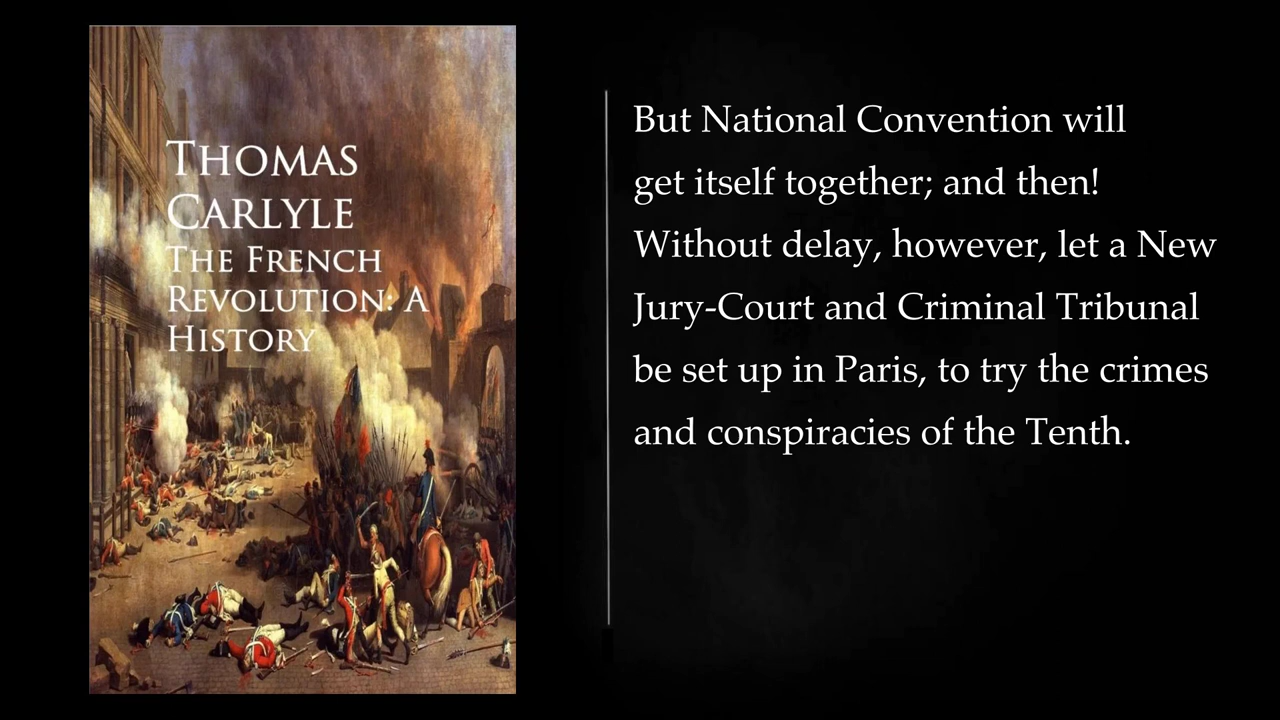 THOMAS
CARLYLE
THE FRENCH
REVOLUTION: A
HISTORY
But National Convention will
get itself together; and then!
Without delay, however, let a New
Jury-Court and Criminal Tribunal
be set up in Paris, to try the crimes
and conspiracies of the Tenth.